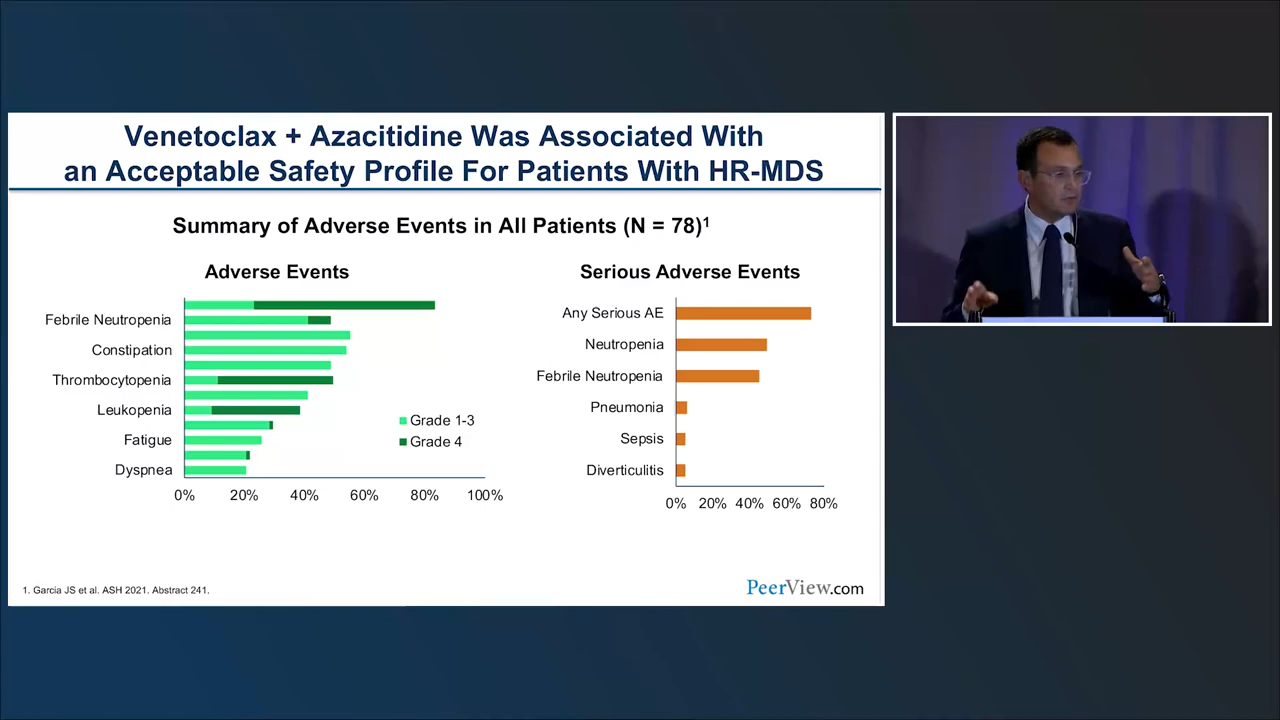 Venetoclax + Azacitidine Was Associated With
an Acceptable Safety Profile For Patients With HR-MDS
Summary of Adverse Events in All Patients (N = 78)¹
Adverse Events
Febrile Neutropenia
Constipation
Thrombocytopenia
Leukopenia
Fatigue
Dyspnea
Grade 1-3
Grade 4
0% 20% 40% 60% 80% 100%
Serious Adverse Events
Any Serious AE
Neutropenia
Febrile Neutropenia
Pneumonia
Sepsis
Diverticulitis
0% 20% 40% 60% 80%
1. Garcia JS et al. ASH 2021. Abstract 241.
PeerView.com